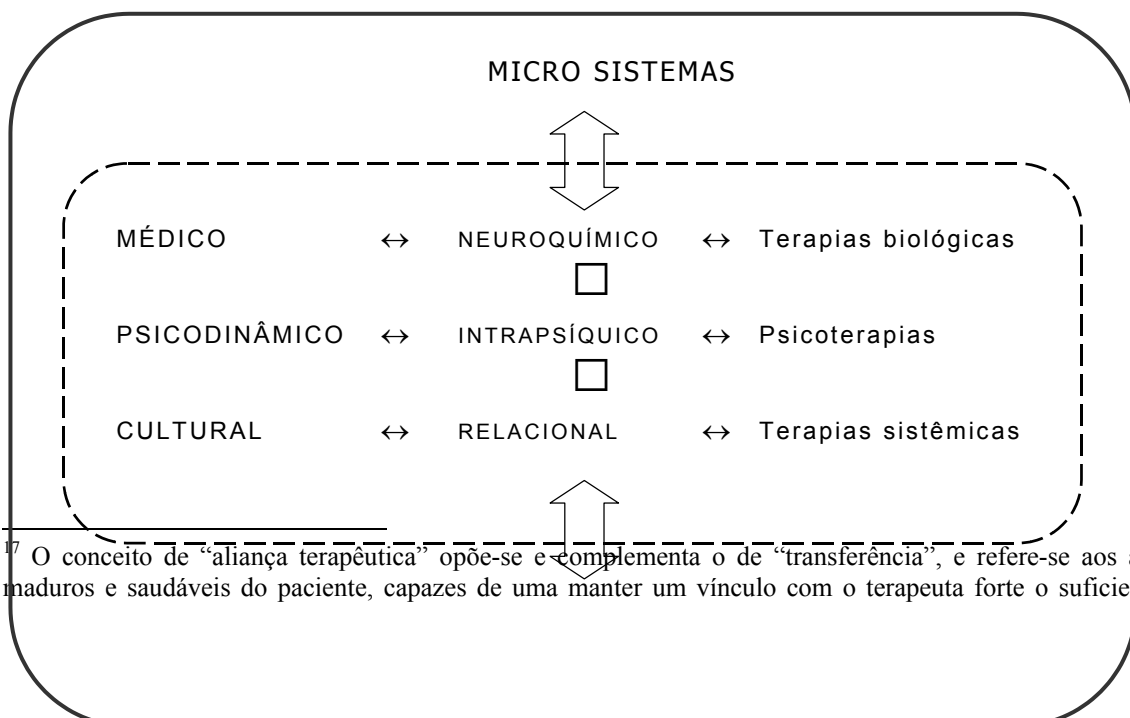 MICRO SISTEMAS
MÉDICO ↔ NEUROQUÍMICO ↔ Terapias biológicas
PSICODINÂMICO ↔ INTRAPSÍQUICO ↔ Psicoterapias
CULTURAL ↔ RELACIONAL ↔ Terapias sistêmicas
17 O conceito de “aliança terapêutica” opõe-se e complementa o de “transferência”, e refere-se aos
maduros e saudáveis do paciente, capazes de uma manter um vínculo com o terapeuta forte o